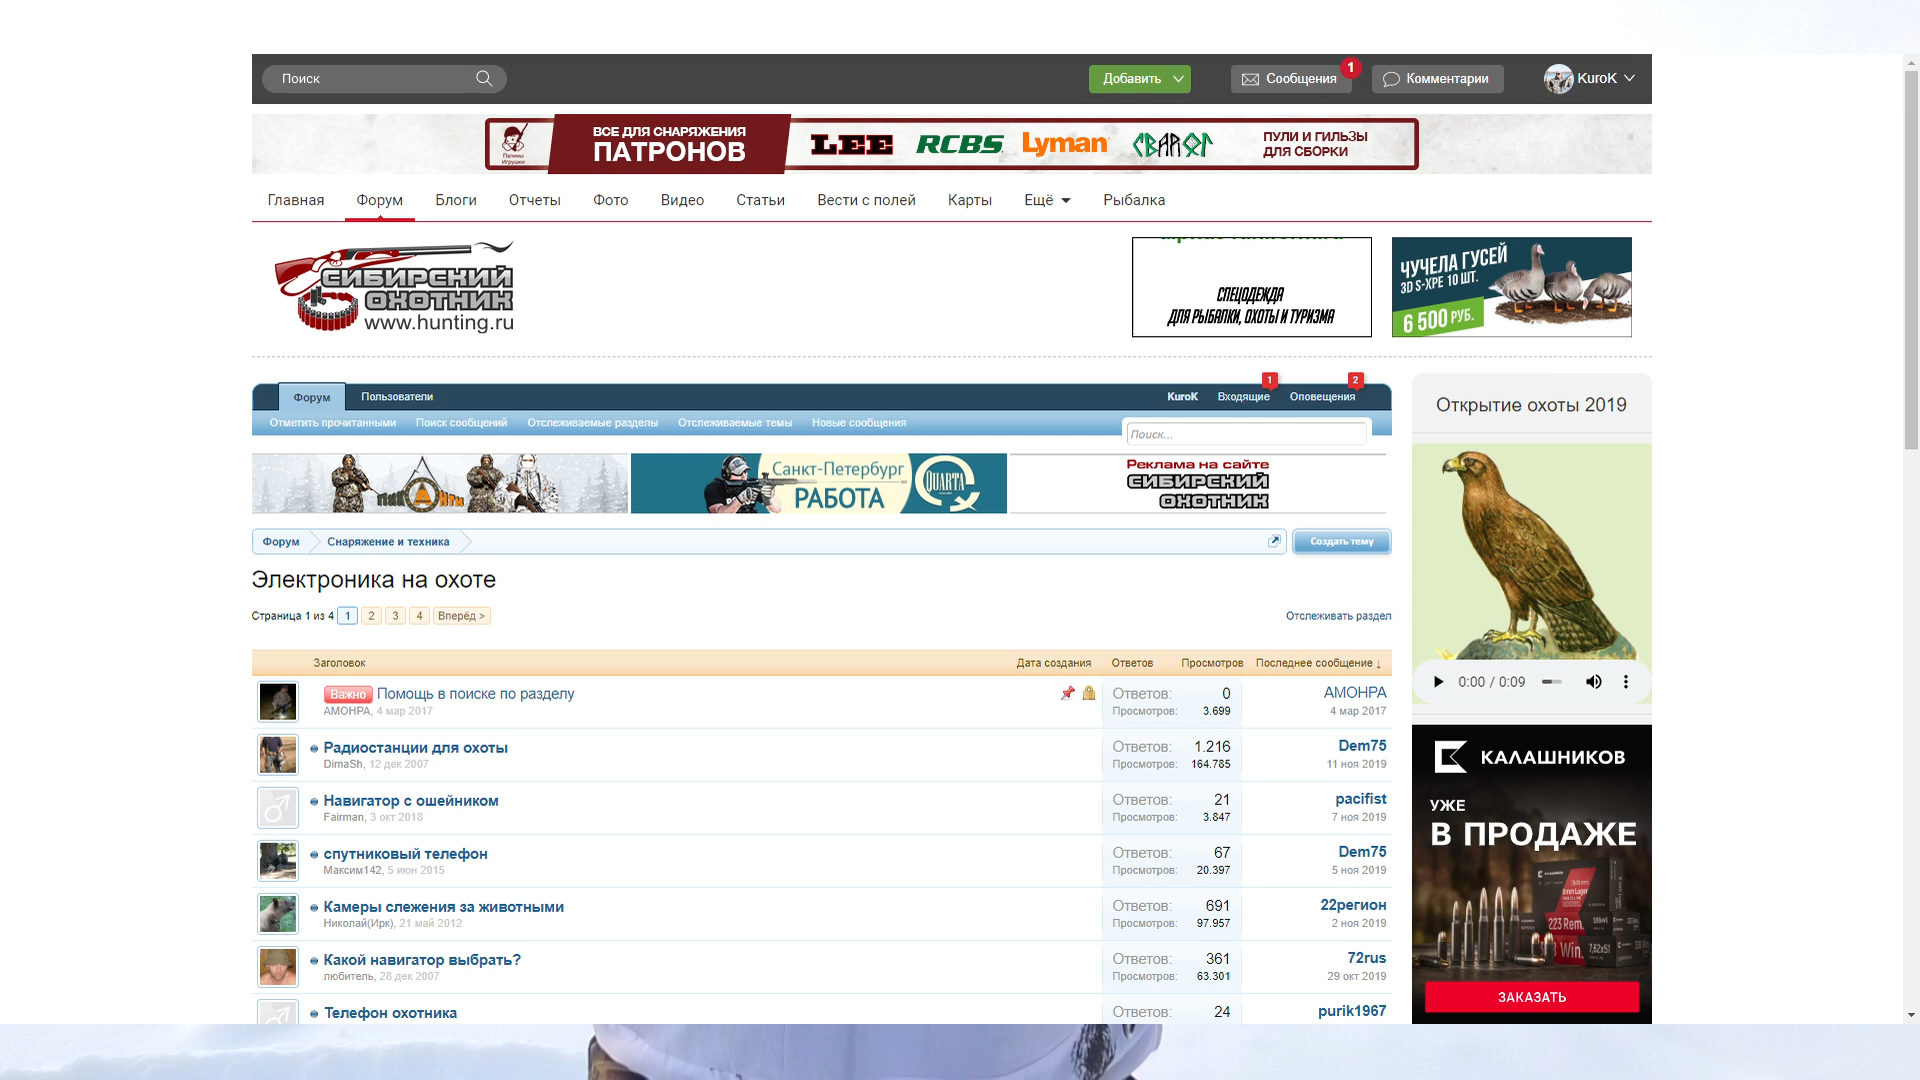 Поиск
Добавить
Сообщения
1
Комментарии
KuroK
Папины
Игрушки
ВСЕ ДЛЯ СНАРЯЖЕНИЯ
ПАТРОНОВ
LEE
RCBS
Lyman
СВАРОГ
ПУЛИ И ГИЛЬЗЫ
ДЛЯ СБОРКИ
Главная
Форум
Блоги
Отчеты
Фото
Видео
Статьи
Вести с полей
Карты
Ещё
Рыбалка
СИБИРСКИЙ
ОХОТНИК
www.hunting.ru
СПЕЦОДЕЖДА
ДЛЯ РЫБАЛКИ, ОХОТЫ И ТУРИЗМА
ЧУЧЕЛА ГУСЕЙ
3D S-XPE 10 ШТ.
6 500 РУБ.
Форум
Пользователи
KuroK
Входящие
1
Оповещения
2
Отметить прочитанными
Поиск сообщений
Отслеживаемые разделы
Отслеживаемые темы
Новые сообщения
Поиск...
Санкт-Петербург
РАБОТА
QUARTA
Реклама на сайте
СИБИРСКИЙ
ОХОТНИК
Форум
Снаряжение и техника
Создать тему
Электроника на охоте
Страница 1 из 4 1 2 3 4 Вперёд >
Отслеживать раздел
Заголовок Дата создания Ответов Просмотров Последнее сообщение ↓
Важно Помощь в поиске по разделу
АМОНРА, 4 мар 2017
Ответов: 0
Просмотров: 3.699
АМОНРА
4 мар 2017
Радиостанции для охоты
DimaSh, 12 дек 2007
Ответов: 1.216
Просмотров: 164.785
Dem75
11 ноя 2019
Навигатор с ошейником
Fairman, 3 окт 2018
Ответов: 21
Просмотров: 3.847
pacifist
7 ноя 2019
спутниковый телефон
Максим142, 5 июн 2015
Ответов: 67
Просмотров: 20.397
Dem75
5 ноя 2019
Камеры слежения за животными
Николай(Ирк), 21 май 2012
Ответов: 691
Просмотров: 97.957
22регион
2 ноя 2019
Какой навигатор выбрать?
любитель, 28 дек 2007
Ответов: 361
Просмотров: 63.301
72rus
29 окт 2019
Телефон охотника
Ответов: 24
purik1967
Открытие охоты 2019
0:00 / 0:09
КАЛАШНИКОВ
УЖЕ
В ПРОДАЖЕ
223 Rem.
Win.
7,62x51
ЗАКАЗАТЬ